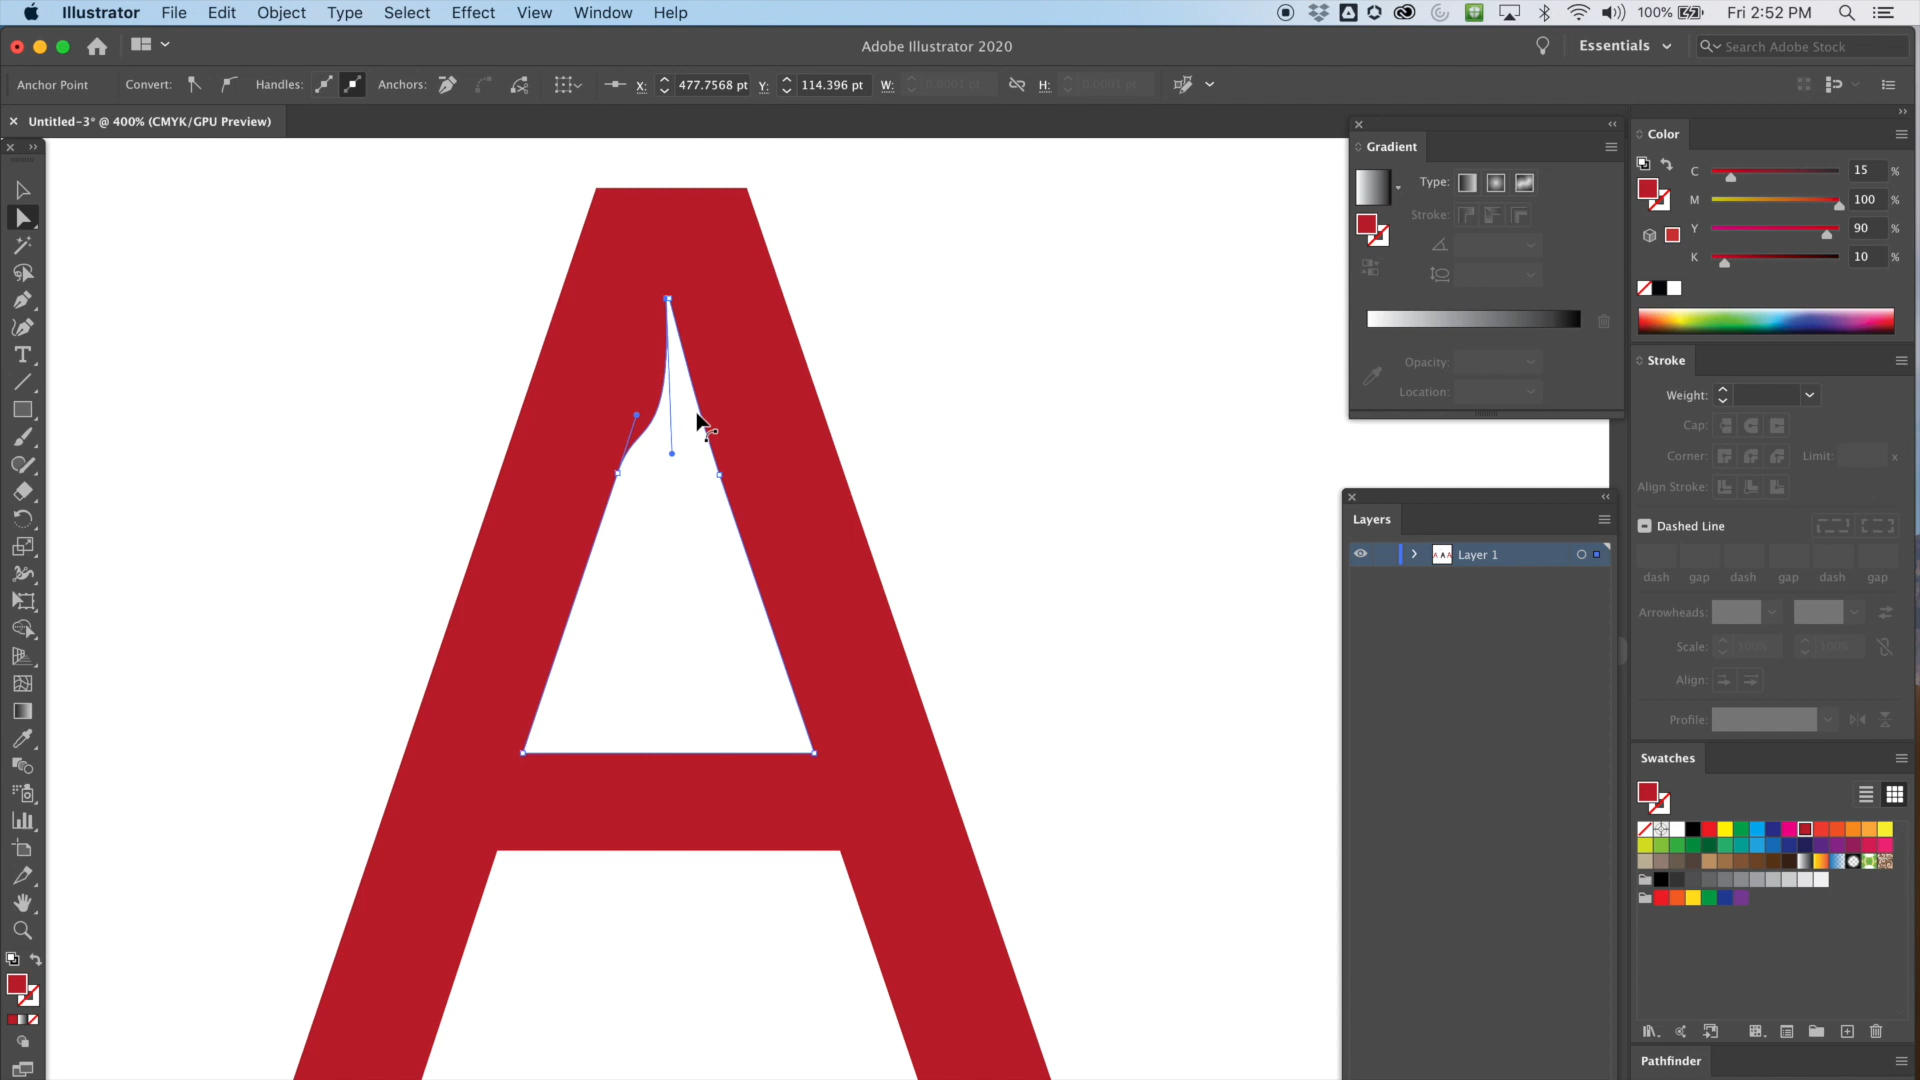 Illustrator File Edit Object Type Select Effect View Window Help 100% Fri 2:52 PM
Adobe Illustrator 2020 Essentials Search Adobe Stock
Anchor Point Convert: Handles: Anchors: X: 477.7568 pt Y: 114.396 pt W: 0.0001 pt H: 0.0001 pt
Untitled-3* @ 400% (CMYK/GPU Preview)
A
Gradient
Type:
Stroke:
Opacity:
Location:
Layers
Layer 1
Color
C 15 %
M 100 %
Y 90 %
K 10 %
Stroke
Weight:
Cap:
Corner: Limit: x
Align Stroke:
Dashed Line
dash gap dash gap dash gap
Arrowheads:
Scale: 100% 100%
Align:
Profile:
Swatches
Pathfinder